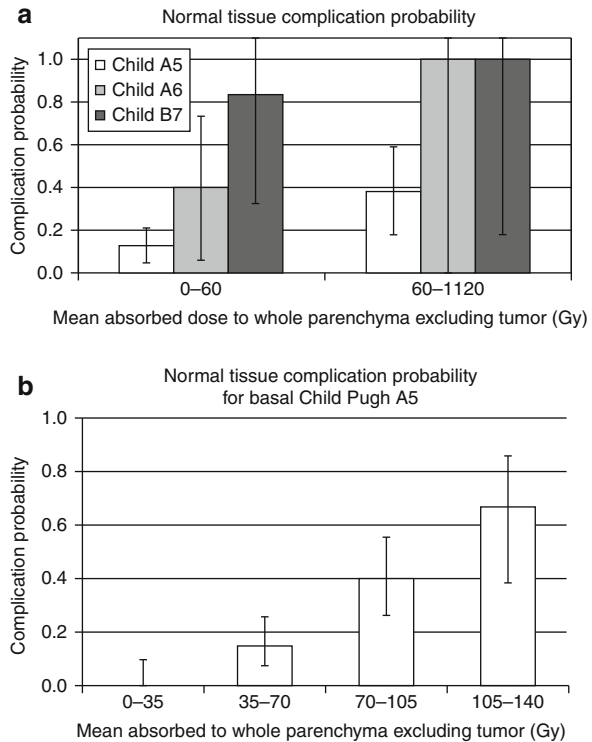 a
Normal tissue complication probability
Complication probability
1.0
0.8
0.6
0.4
0.2
0.0
Child A5
Child A6
Child B7
0–60
60–1120
Mean absorbed dose to whole parenchyma excluding tumor (Gy)
b
Normal tissue complication probability
for basal Child Pugh A5
Complication probability
1.0
0.8
0.6
0.4
0.2
0.0
0–35
35–70
70–105
105–140
Mean absorbed to whole parenchyma excluding tumor (Gy)